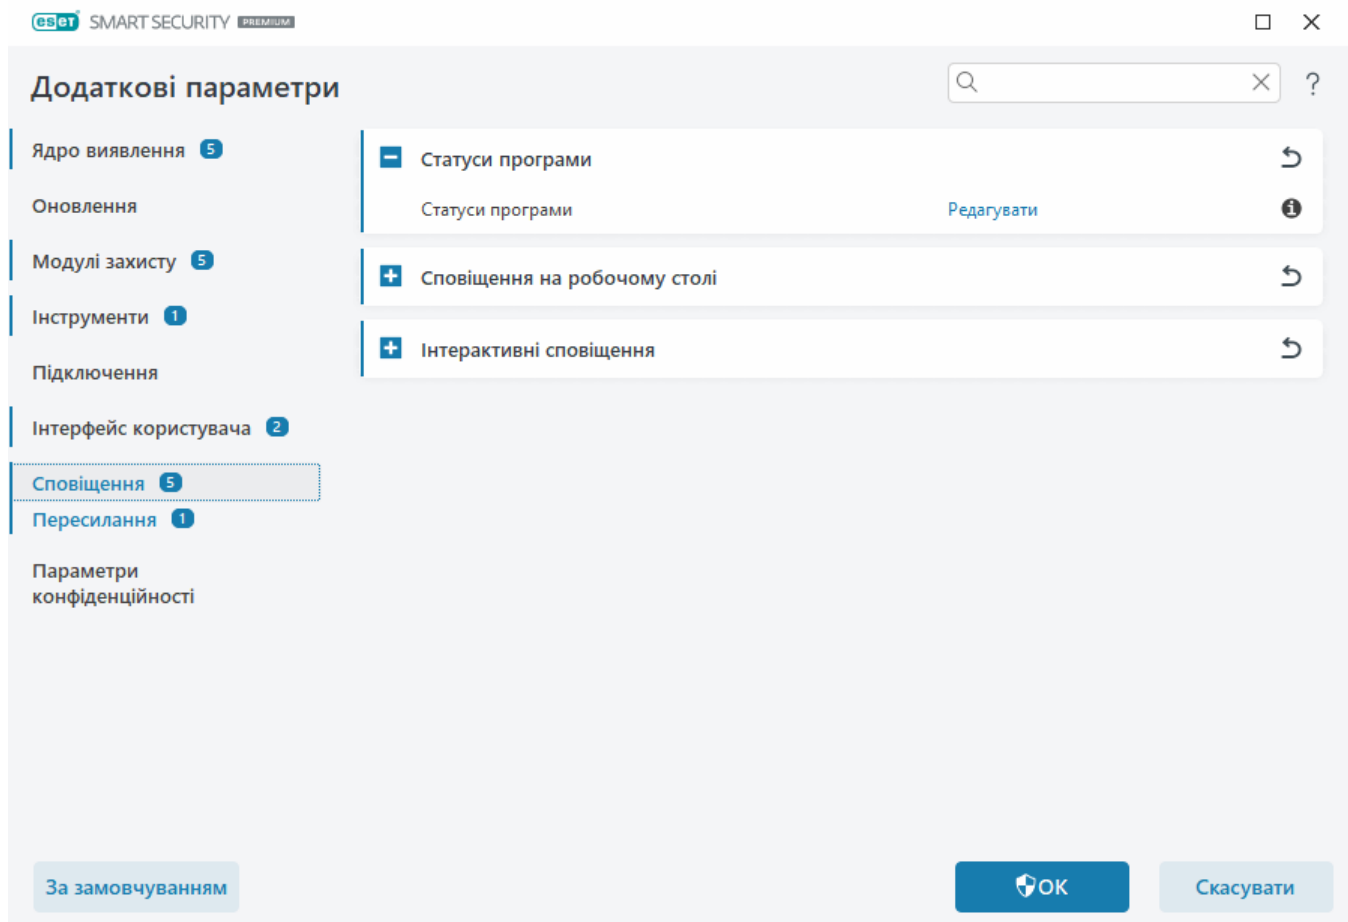 eset SMART SECURITY PREMIUM
Додаткові параметри
?
Ядро виявлення 5
Оновлення
Модулі захисту 5
Інструменти 1
Підключення
Інтерфейс користувача 2
Сповіщення 5
Пересилання 1
Параметри
конфіденційності
Статуси програми
Статуси програми Редагувати
Сповіщення на робочому столі
Інтерактивні сповіщення
За замовчуванням
ОК
Скасувати